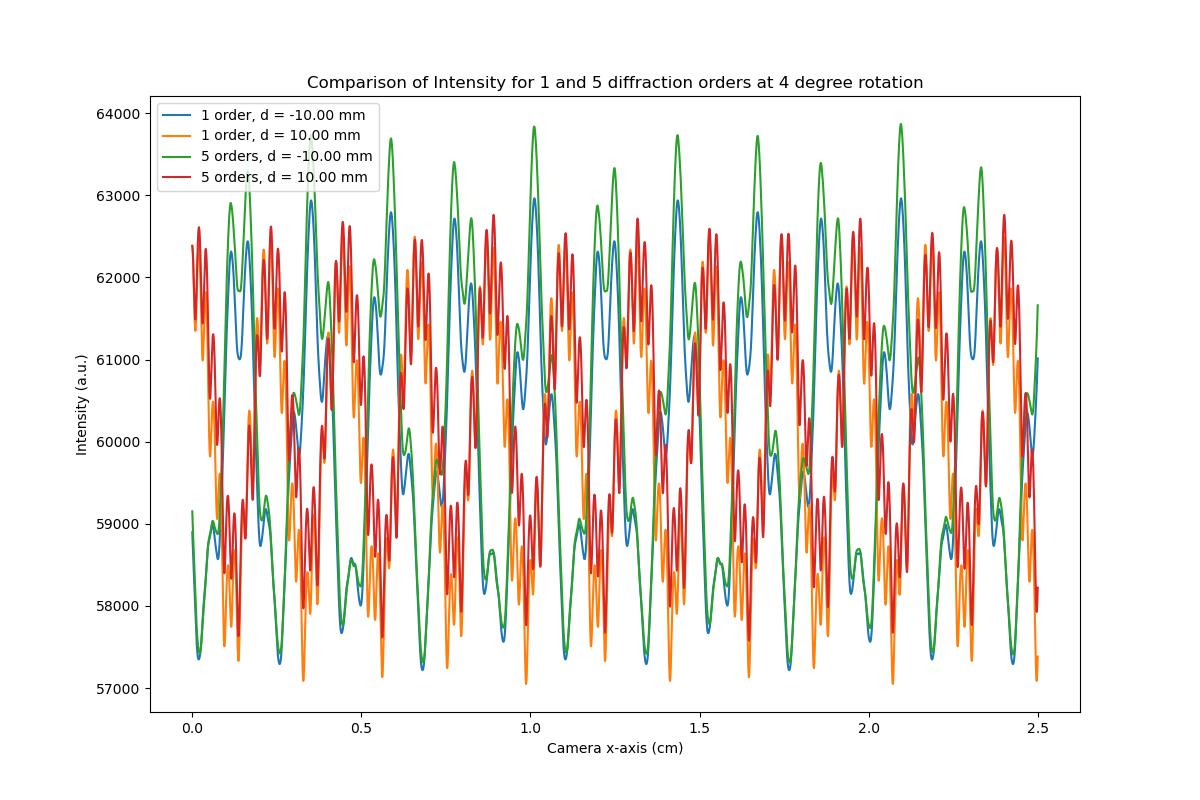 Comparison of Intensity for 1 and 5 diffraction orders at 4 degree rotation
1 order, d = -10.00 mm
1 order, d = 10.00 mm
5 orders, d = -10.00 mm
5 orders, d = 10.00 mm
64000
63000
62000
61000
60000
59000
58000
57000
Intensity (a.u.)
0.0 0.5 1.0 1.5 2.0 2.5
Camera x-axis (cm)